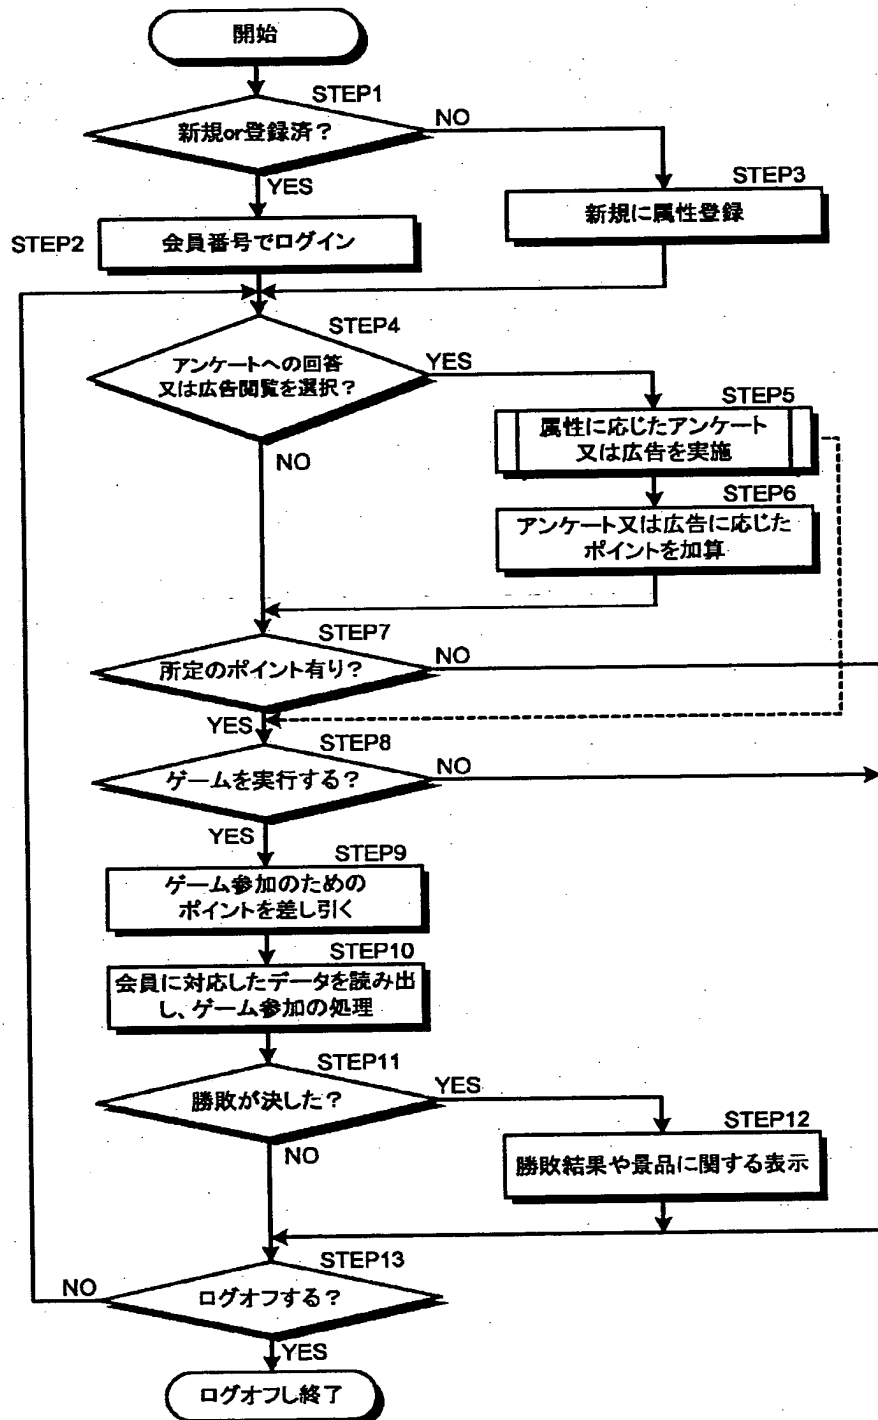 開始
STEP1
新規or登録済？
NO
YES
STEP3
新規に属性登録
STEP2
会員番号でログイン
STEP4
アンケートへの回答
又は広告閲覧を選択？
YES
NO
STEP5
属性に応じたアンケート
又は広告を実施
STEP6
アンケート又は広告に応じた
ポイントを加算
STEP7
所定のポイント有り？
NO
YES
STEP8
ゲームを実行する？
NO
YES
STEP9
ゲーム参加のための
ポイントを差し引く
STEP10
会員に対応したデータを読み出
し、ゲーム参加の処理
STEP11
勝敗が決した？
YES
NO
STEP12
勝敗結果や景品に関する表示
STEP13
ログオフする？
NO
YES
ログオフし終了